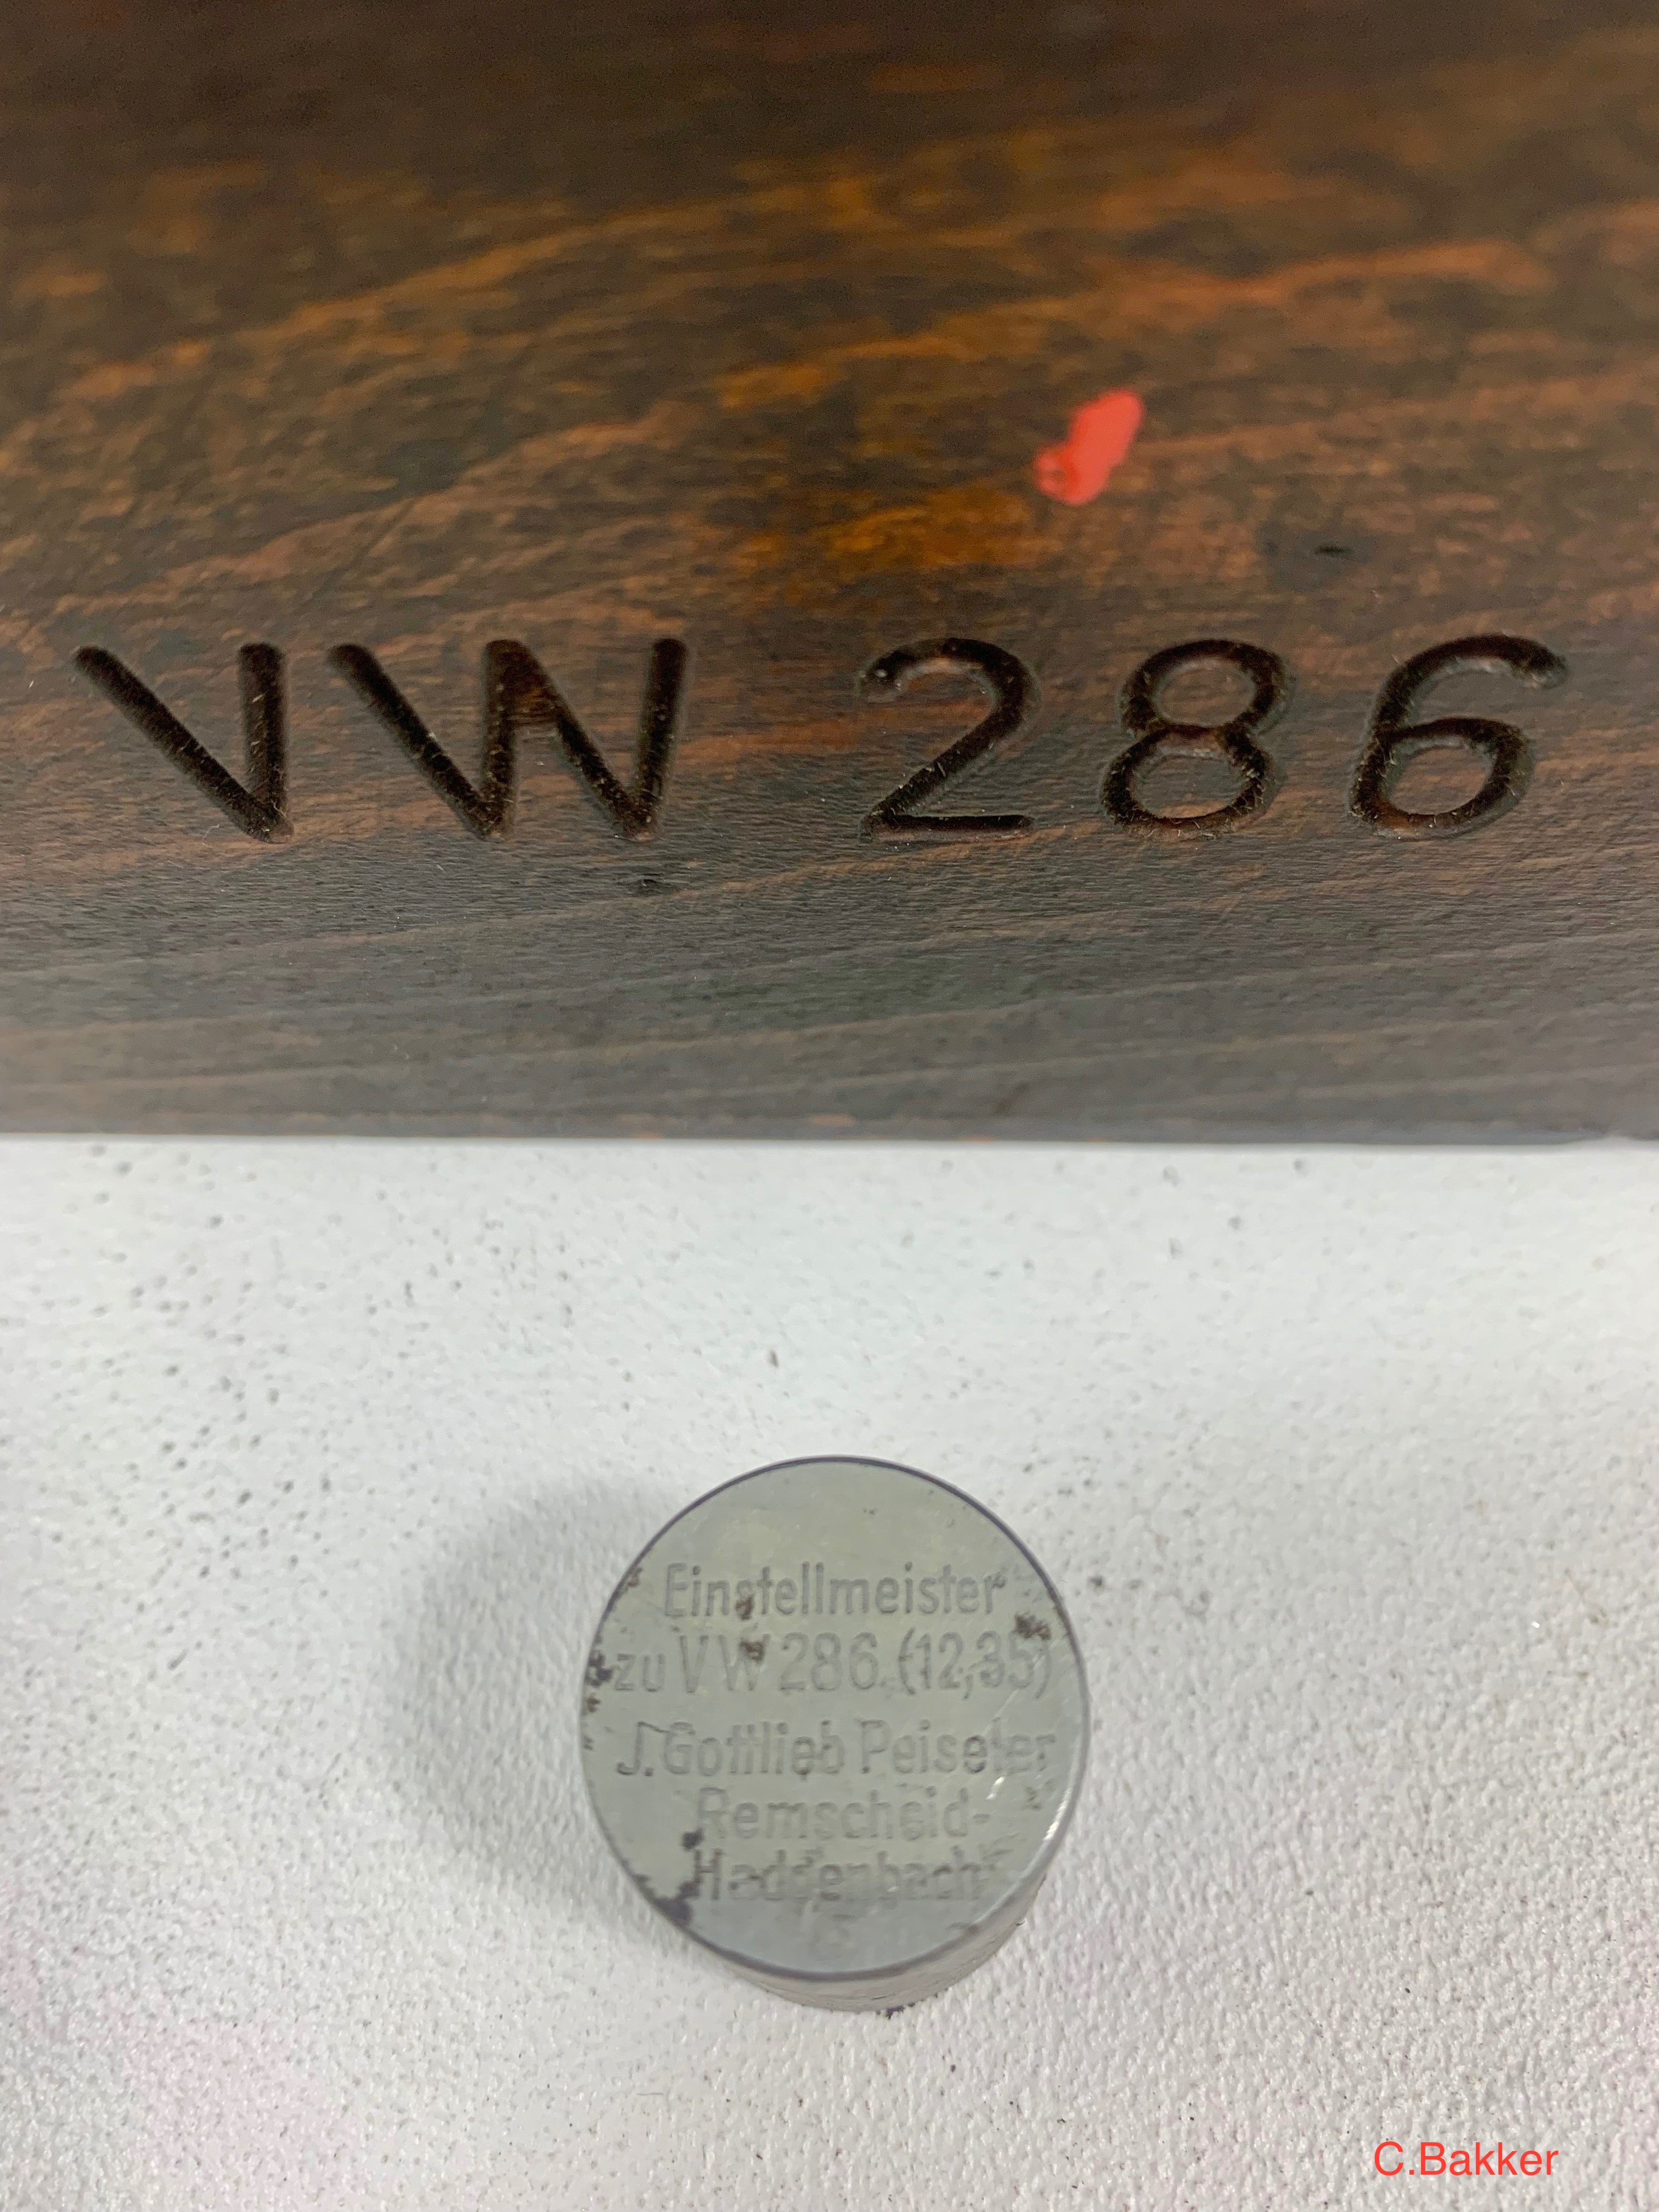 VW 286
Einstellmeister
zu VW 286 (12,35)
J. Gottlieb Peiseler
Remscheid-
Haddenbach
C.Bakker